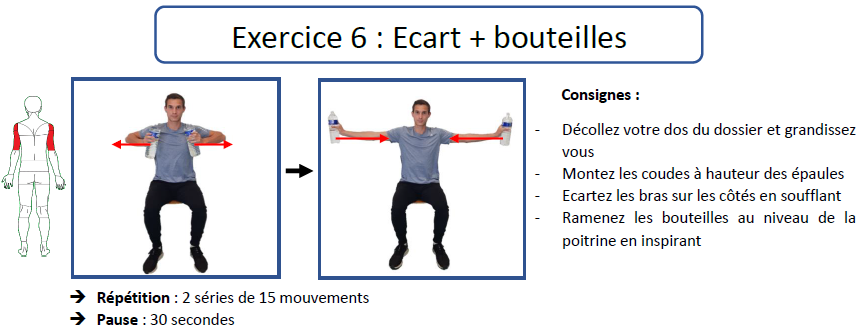 Exercice 6 : Ecart + bouteilles
Consignes :
- Décollez votre dos du dossier et grandissez
vous
- Montez les coudes à hauteur des épaules
- Ecartez les bras sur les côtés en soufflant
- Ramenez les bouteilles au niveau de la
poitrine en inspirant
➔ Répétition : 2 séries de 15 mouvements
➔ Pause : 30 secondes